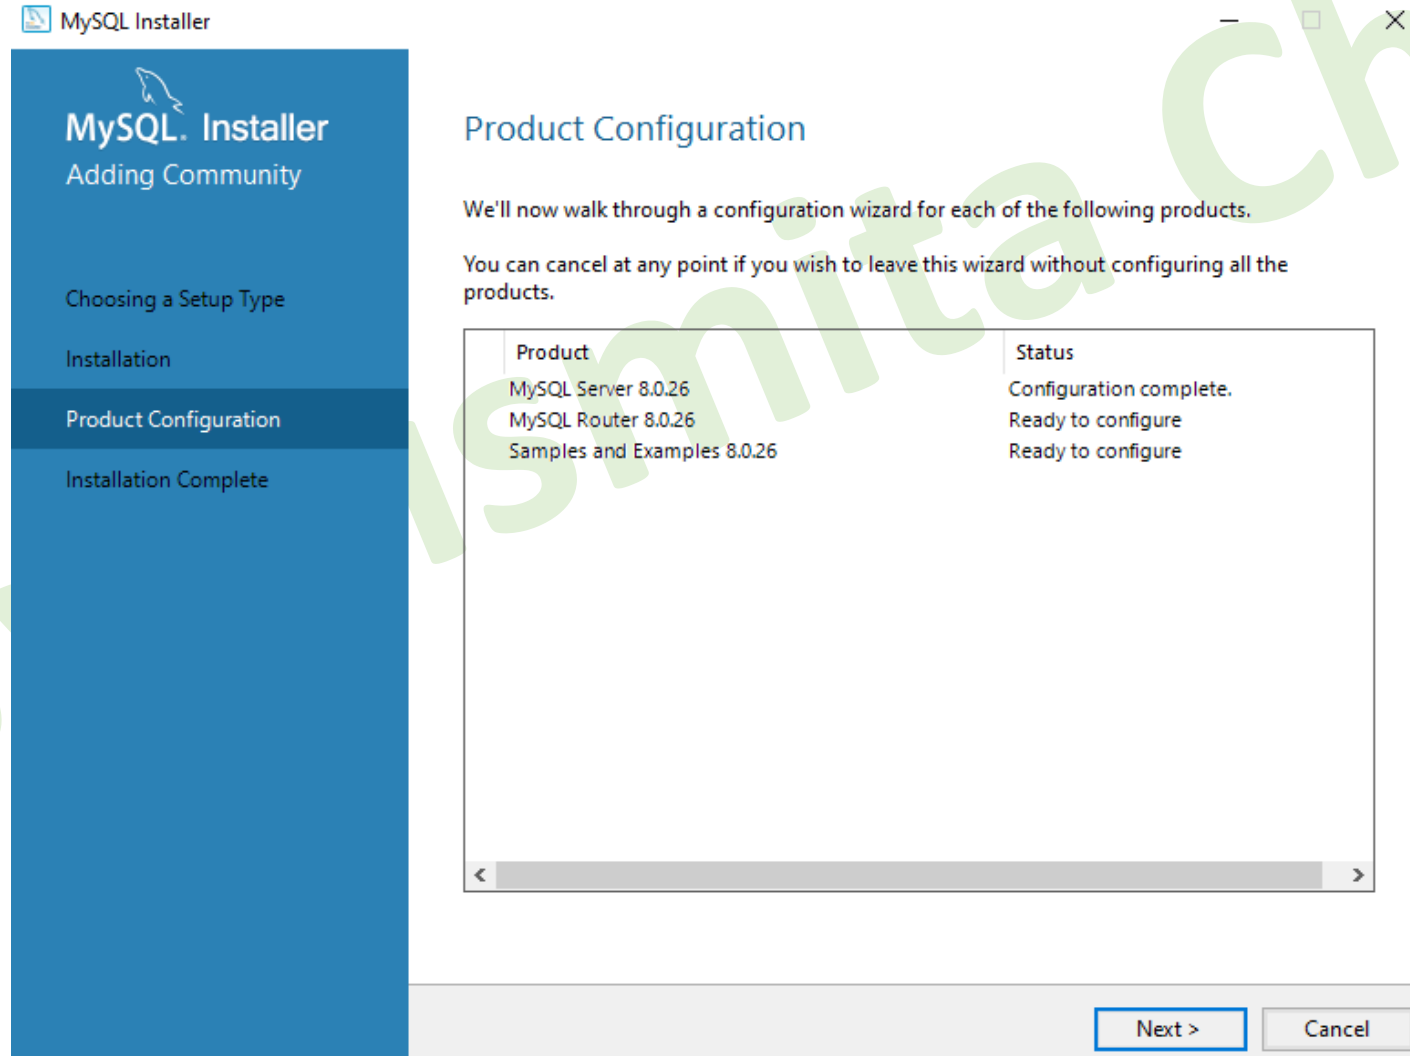 MySQL Installer
MySQL. Installer
Adding Community
Choosing a Setup Type
Installation
Product Configuration
Installation Complete
Product Configuration
We'll now walk through a configuration wizard for each of the following products.
You can cancel at any point if you wish to leave this wizard without configuring all the
products.
Product Status
MySQL Server 8.0.26 Configuration complete.
MySQL Router 8.0.26 Ready to configure
Samples and Examples 8.0.26 Ready to configure
Next >
Cancel